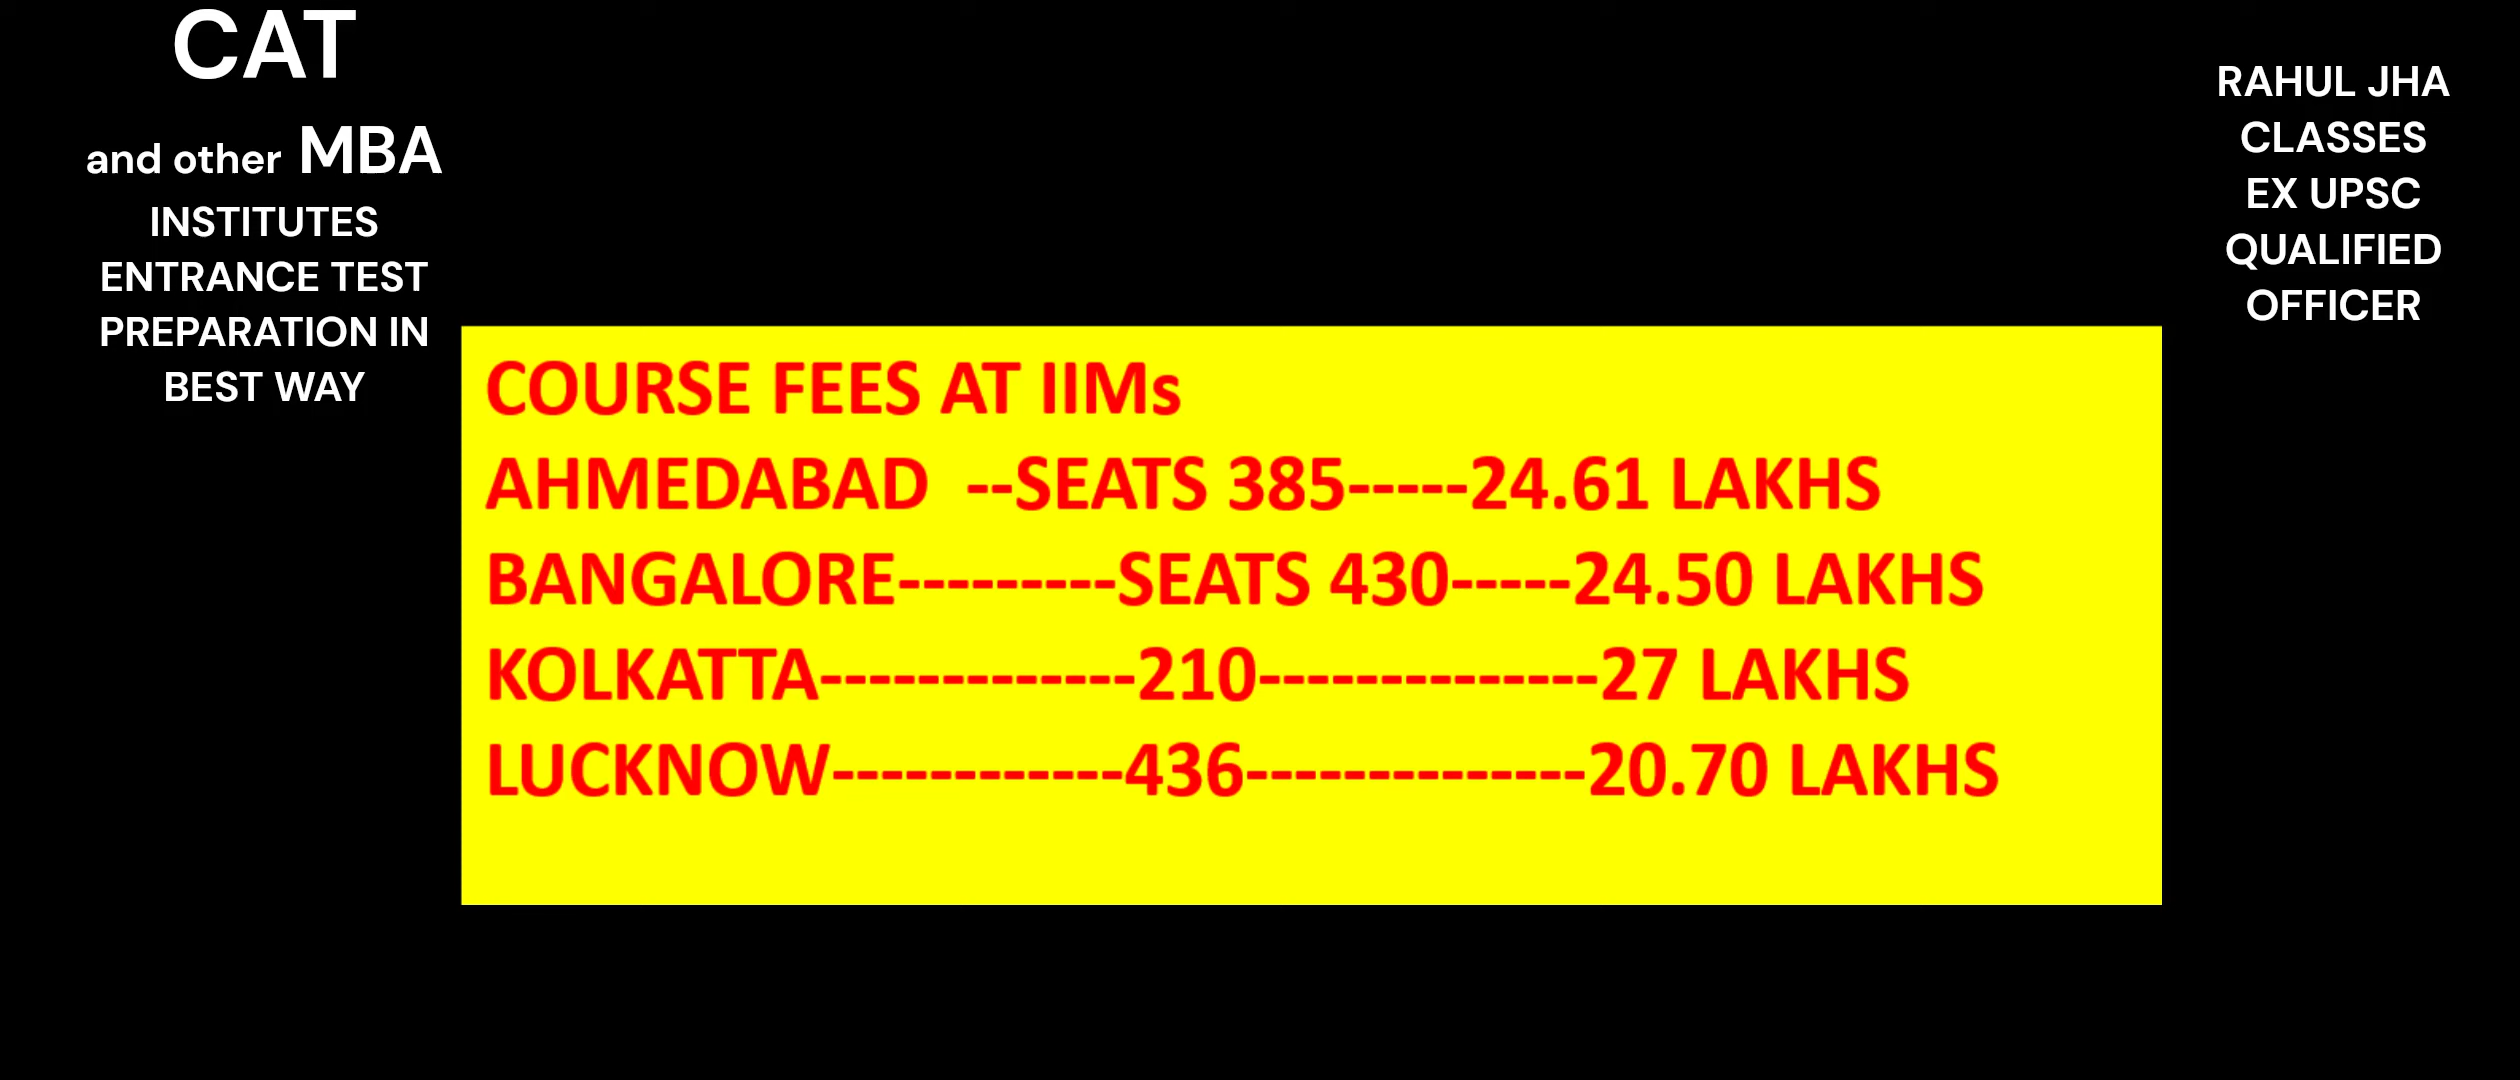 CAT
and other MBA
INSTITUTES
ENTRANCE TEST
PREPARATION IN
BEST WAY
RAHUL JHA
CLASSES
EX UPSC
QUALIFIED
OFFICER
COURSE FEES AT IIMs
AHMEDABAD  --SEATS 385-----24.61 LAKHS
BANGALORE---------SEATS 430-----24.50 LAKHS
KOLKATTA-------------210--------------27 LAKHS
LUCKNOW------------436--------------20.70 LAKHS